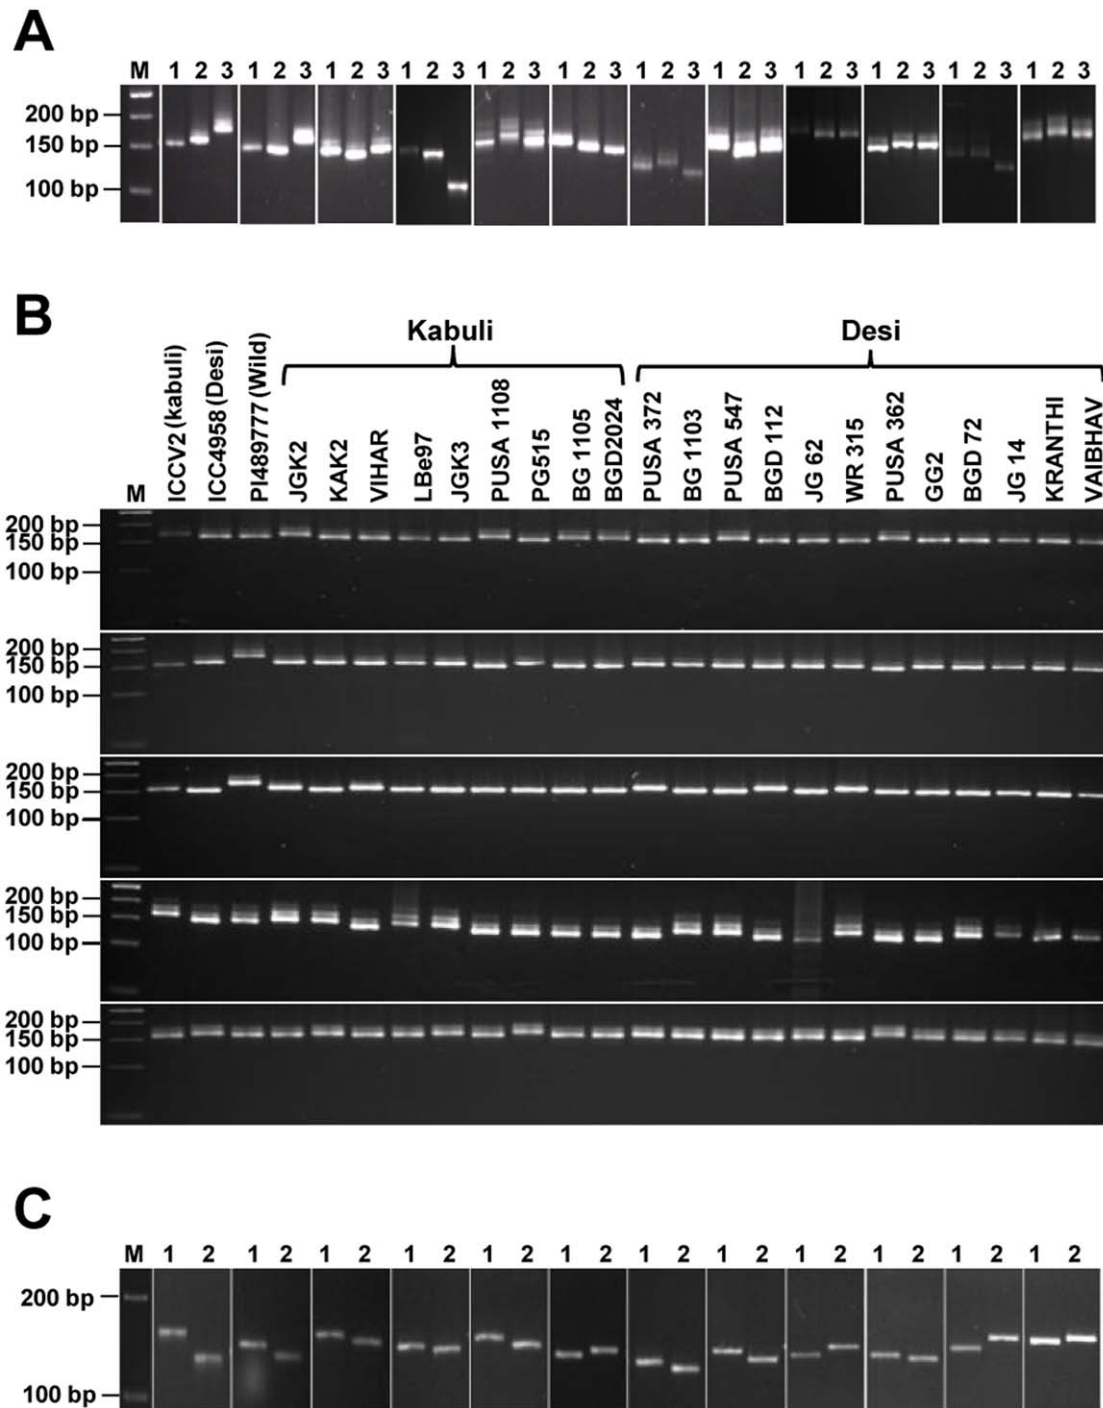 A
M 1 2 3 1 2 3 1 2 3 1 2 3 1 2 3 1 2 3 1 2 3 1 2 3 1 2 3 1 2 3 1 2 3 1 2 3
200 bp
150 bp
100 bp
B
Kabuli
Desi
M
ICCV2 (kabuli)
ICC4958 (Desi)
PI489777 (Wild)
JGK2
KAK2
VIHAR
LBe97
JGK3
PUSA 1108
PG515
BG 1105
BGD2024
PUSA 372
BG 1103
PUSA 547
BGD 112
JG 62
WR 315
PUSA 362
GG2
BGD 72
JG 14
KRANTHI
VAIBHAV
200 bp
150 bp
100 bp
200 bp
150 bp
100 bp
200 bp
150 bp
100 bp
200 bp
150 bp
100 bp
200 bp
150 bp
100 bp
C
M 1 2 1 2 1 2 1 2 1 2 1 2 1 2 1 2 1 2 1 2 1 2 1 2
200 bp
100 bp